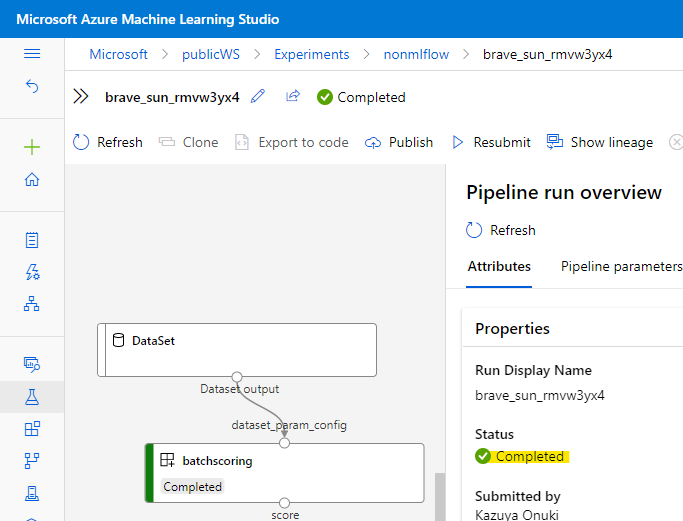 Microsoft Azure Machine Learning Studio
Microsoft > publicWS > Experiments > nonmlflow > brave_sun_rmvw3yx4
brave_sun_rmvw3yx4 Completed
Refresh Clone Export to code Publish Resubmit Show lineage
Pipeline run overview
Refresh
Attributes Pipeline parameters
Properties
Run Display Name
brave_sun_rmvw3yx4
Status
Completed
Submitted by
Kazuya Onuki
DataSet
Dataset output
dataset_param_config
batchscoring
Completed
score